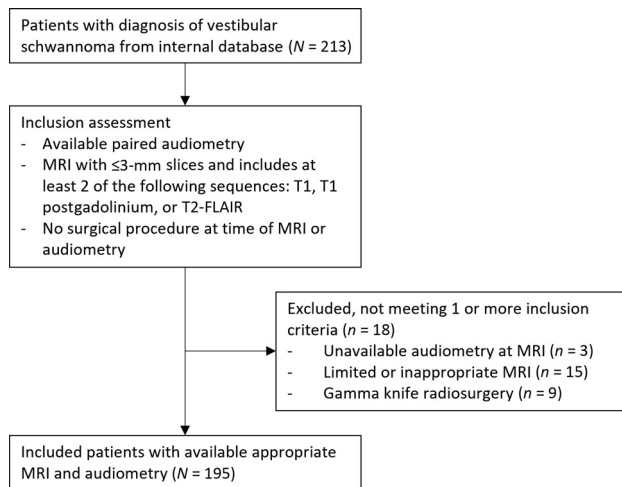 Patients with diagnosis of vestibular
schwannoma from internal database (N = 213)
Inclusion assessment
- Available paired audiometry
- MRI with ≤3-mm slices and includes at
least 2 of the following sequences: T1, T1
postgadolinium, or T2-FLAIR
- No surgical procedure at time of MRI or
audiometry
Excluded, not meeting 1 or more inclusion
criteria (n = 18)
- Unavailable audiometry at MRI (n = 3)
- Limited or inappropriate MRI (n = 15)
- Gamma knife radiosurgery (n = 9)
Included patients with available appropriate
MRI and audiometry (N = 195)